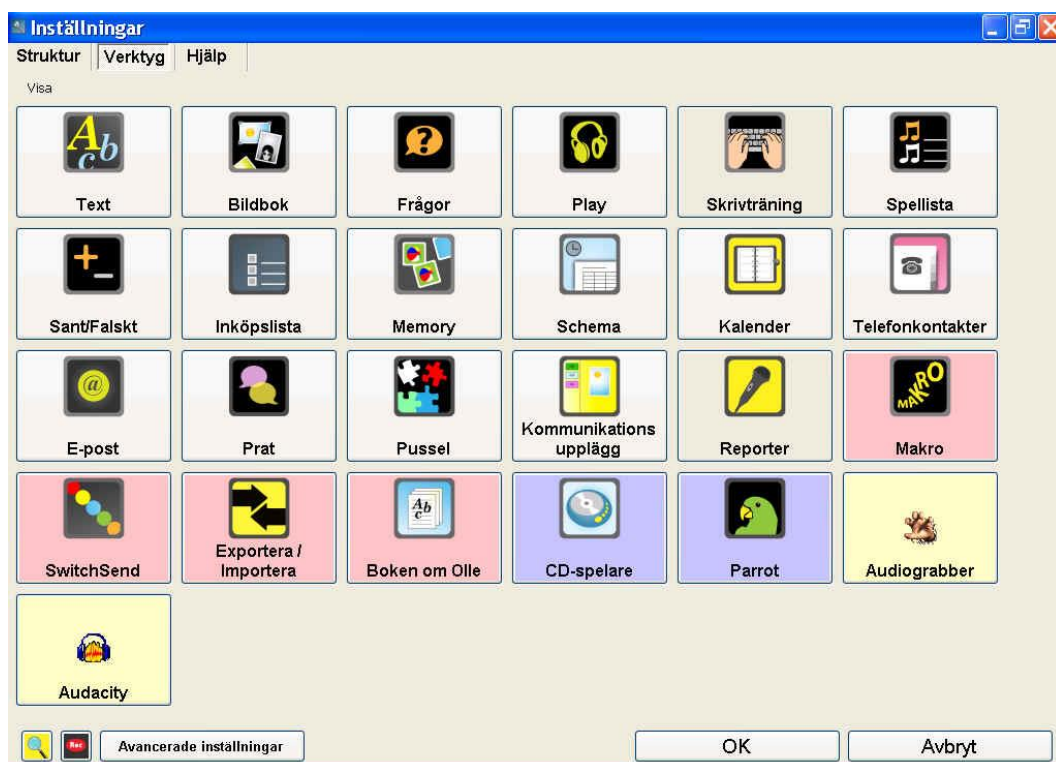 Inställningar
Struktur Verktyg Hjälp
Visa
Abc
Text
Bildbok
?
Frågor
Play
Skrivträning
Spellista
+-
Sant/Falskt
Inköpslista
Memory
Schema
Kalender
Telefonkontakter
@
E-post
Prat
Pussel
Kommunikations
upplägg
Reporter
MAKRO
Makro
SwitchSend
Exportera /
Importera
Abc
Boken om Olle
CD-spelare
Parrot
Audiograbber
Audacity
Rec
Avancerade inställningar
OK
Avbryt